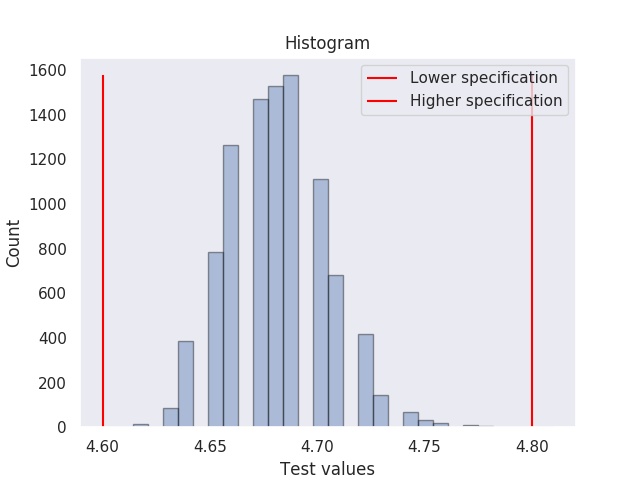 Histogram
Lower specification
Higher specification
1600
1400
1200
1000
800
600
400
200
0
Count
4.60 4.65 4.70 4.75 4.80
Test values